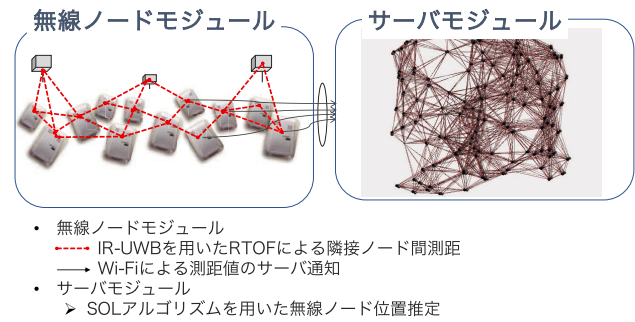 無線ノードモジュール
サーバモジュール
• 無線ノードモジュール
IR-UWBを用いたRTOFによる隣接ノード間測距
Wi-Fiによる測距値のサーバ通知
• サーバモジュール
➢ SOLアルゴリズムを用いた無線ノード位置推定